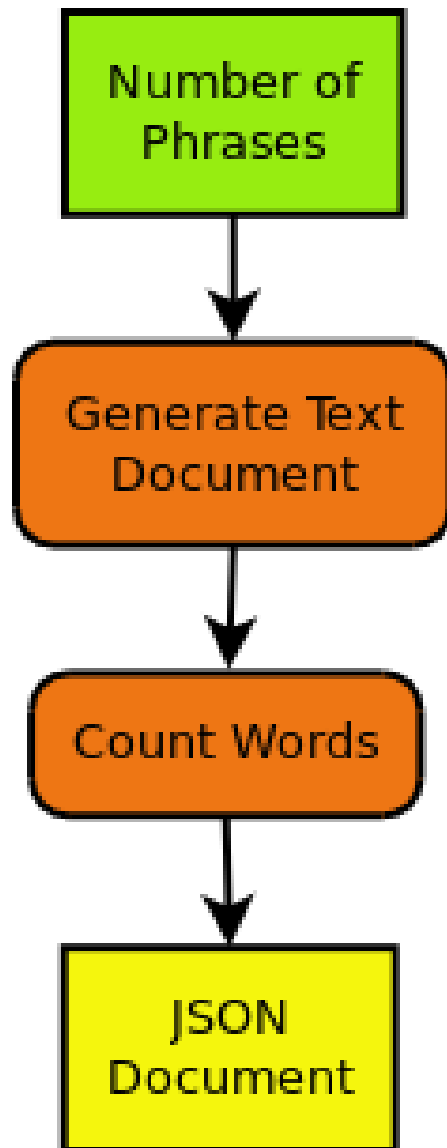 Number of
Phrases
Generate Text
Document
Count Words
JSON
Document